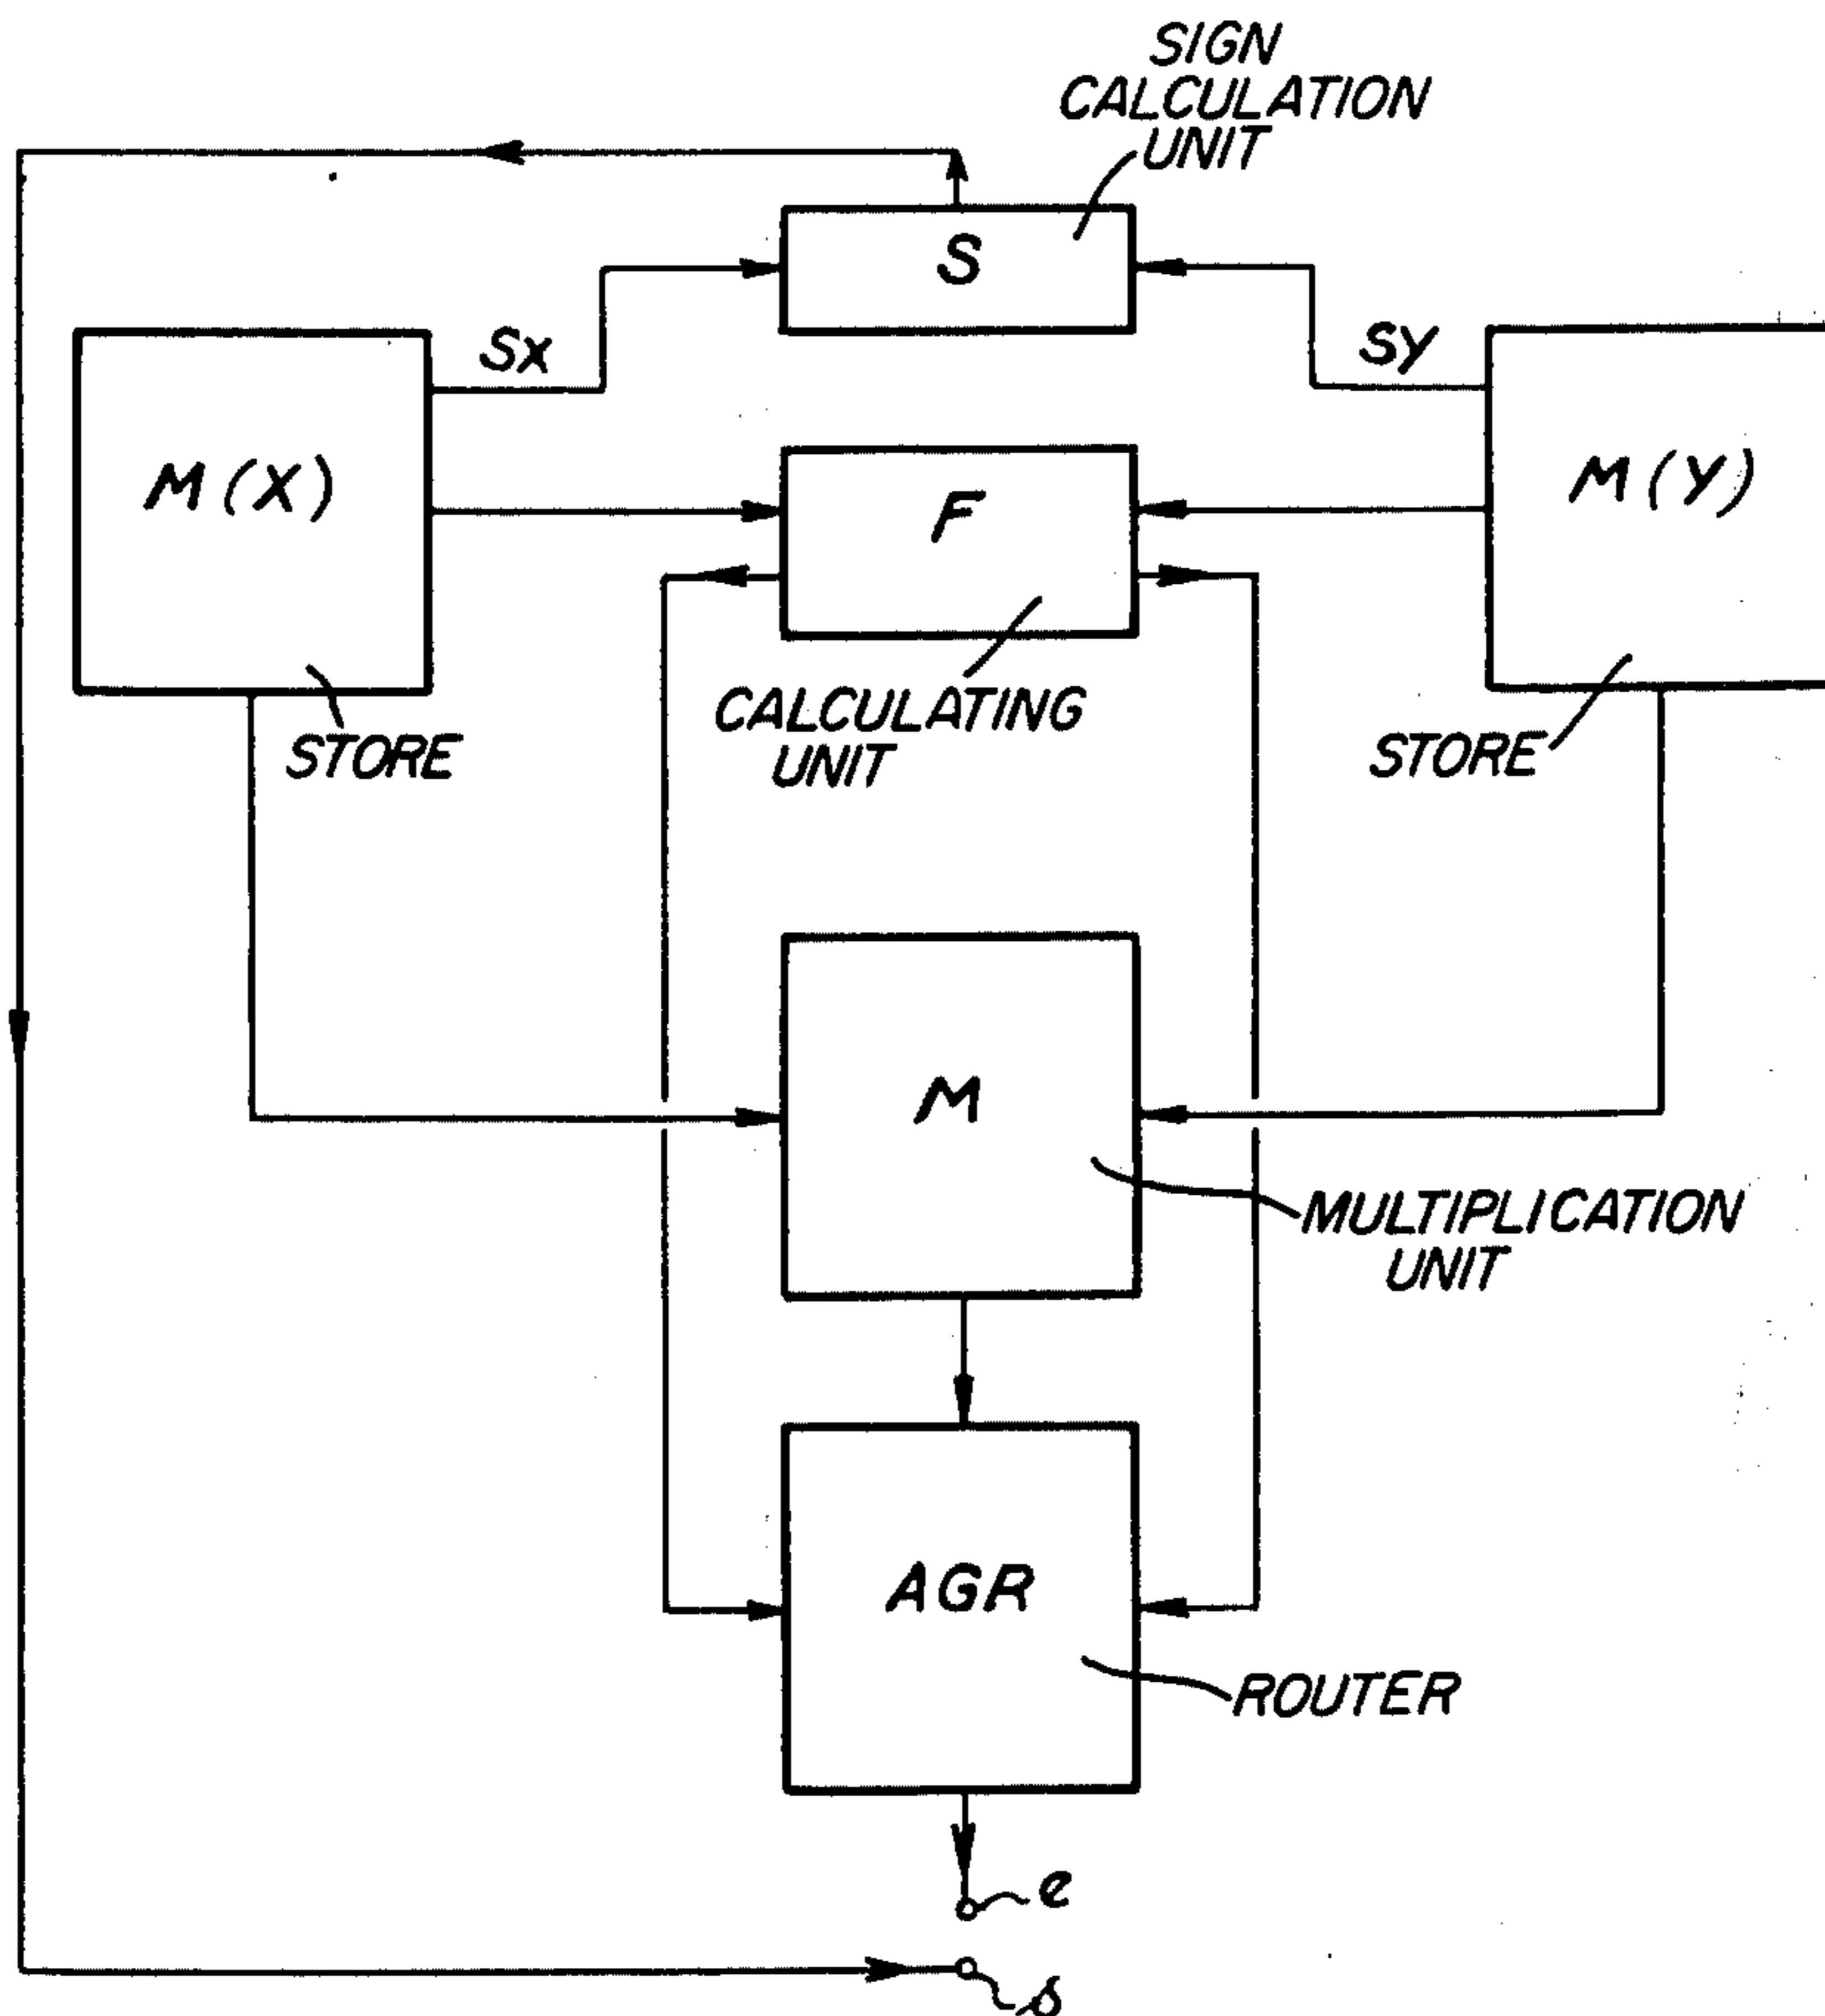 SIGN
CALCULATION
UNIT
S
Sx
Sy
M(X)
F
M(Y)
STORE
CALCULATING
UNIT
STORE
M
MULTIPLICATION
UNIT
AGR
ROUTER
e
s